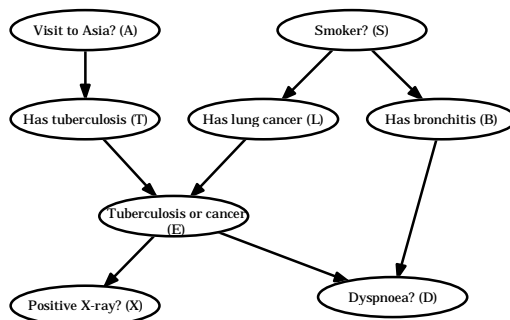 Visit to Asia? (A)
Smoker? (S)
Has tuberculosis (T)
Has lung cancer (L)
Has bronchitis (B)
Tuberculosis or cancer
(E)
Positive X-ray? (X)
Dyspnoea? (D)